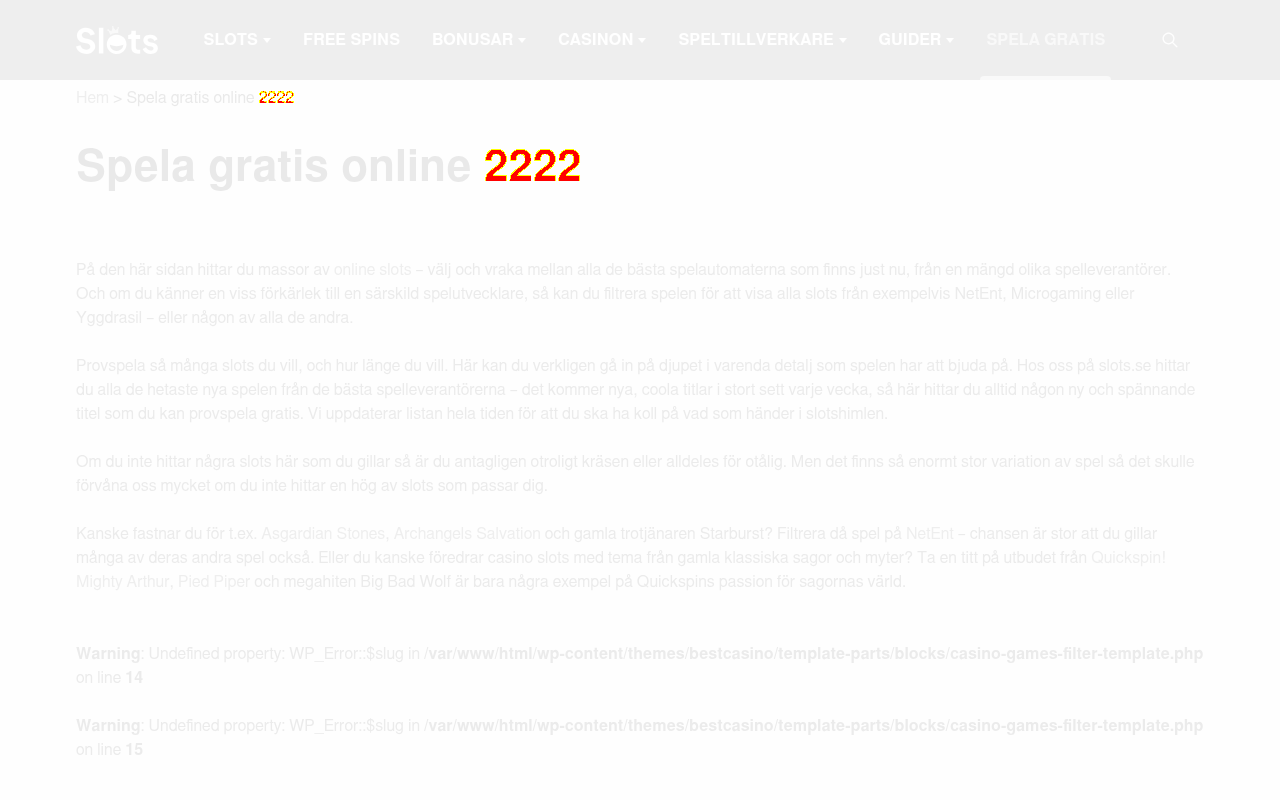 Slots SLOTS FREE SPINS BONUSAR CASINON SPELTILLVERKARE GUIDER SPELA GRATIS
Hem > Spela gratis online 2222
Spela gratis online 2222
På den här sidan hittar du massor av online slots – välj och vraka mellan alla de bästa spelautomaterna som finns just nu, från en mängd olika spelleverantörer.
Och om du känner en viss förkärlek till en särskild spelutvecklare, så kan du filtrera spelen för att visa alla slots från exempelvis NetEnt, Microgaming eller
Yggdrasil – eller någon av alla de andra.
Provspela så många slots du vill, och hur länge du vill. Här kan du verkligen gå in på djupet i varenda detalj som spelen har att bjuda på. Hos oss på slots.se hittar
du alla de hetaste nya spelen från de bästa spelleverantörerna – det kommer nya, coola titlar i stort sett varje vecka, så här hittar du alltid någon ny och spännande
titel som du kan provspela gratis. Vi uppdaterar listan hela tiden för att du ska ha koll på vad som händer i slotshimlen.
Om du inte hittar några slots här som du gillar så är du antagligen otroligt kräsen eller alldeles för otålig. Men det finns så enormt stor variation av spel så det skulle
förvåna oss mycket om du inte hittar en hög av slots som passar dig.
Kanske fastnar du för t.ex. Asgardian Stones, Archangels Salvation och gamla trotjänaren Starburst? Filtrera då spel på NetEnt – chansen är stor att du gillar
många av deras andra spel också. Eller du kanske föredrar casino slots med tema från gamla klassiska sagor och myter? Ta en titt på utbudet från Quickspin!
Mighty Arthur, Pied Piper och megahiten Big Bad Wolf är bara några exempel på Quickspins passion för sagornas värld.
Warning: Undefined property: WP_Error::$slug in /var/www/html/wp-content/themes/bestcasino/template-parts/blocks/casino-games-filter-template.php
on line 14
Warning: Undefined property: WP_Error::$slug in /var/www/html/wp-content/themes/bestcasino/template-parts/blocks/casino-games-filter-template.php
on line 15